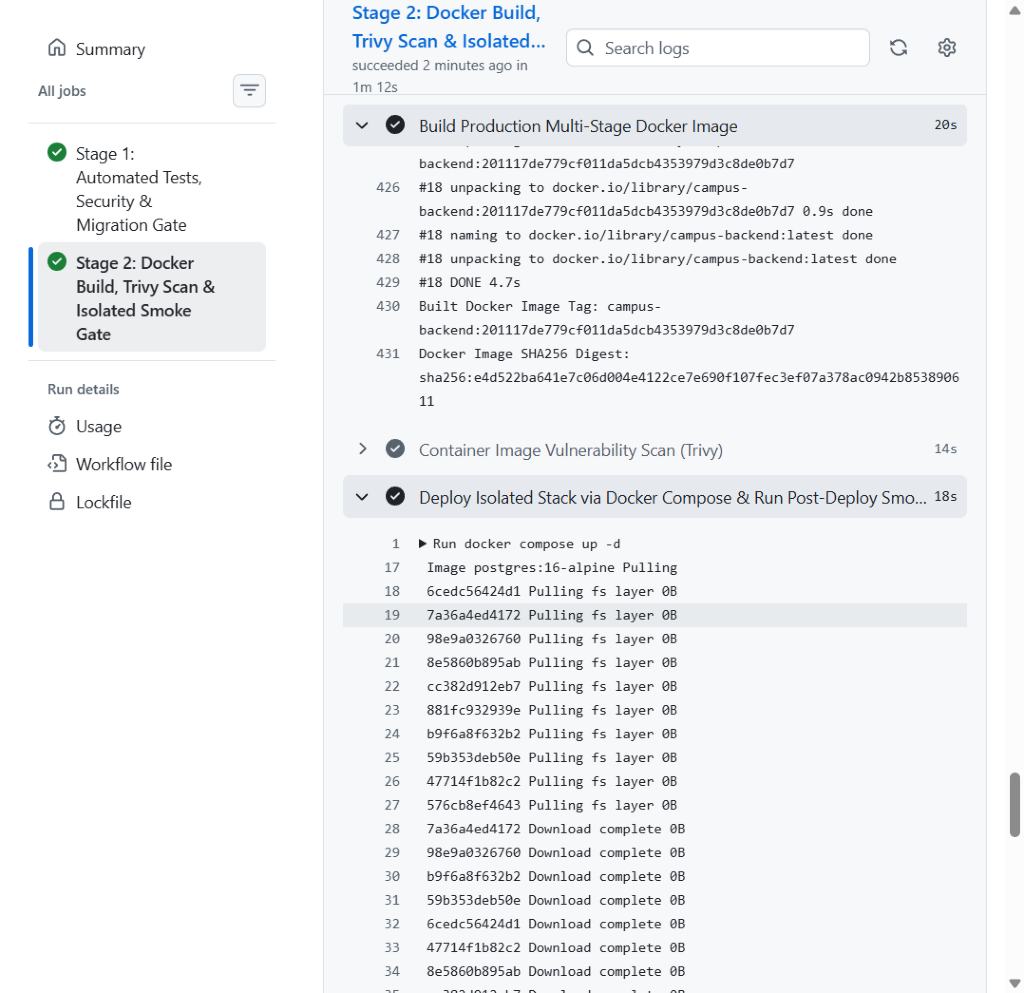 Summary
All jobs
Stage 1:
Automated Tests,
Security &
Migration Gate
Stage 2: Docker
Build, Trivy Scan &
Isolated Smoke
Gate
Run details
Usage
Workflow file
Lockfile
Stage 2: Docker Build,
Trivy Scan & Isolated...
succeeded 2 minutes ago in
1m 12s
Search logs
Build Production Multi-Stage Docker Image 20s
backend:201117de779cf011da5dcb4353979d3c8de0b7d7
426 #18 unpacking to docker.io/library/campus-
backend:201117de779cf011da5dcb4353979d3c8de0b7d7 0.9s done
427 #18 naming to docker.io/library/campus-backend:latest done
428 #18 unpacking to docker.io/library/campus-backend:latest done
429 #18 DONE 4.7s
430 Built Docker Image Tag: campus-
backend:201117de779cf011da5dcb4353979d3c8de0b7d7
431 Docker Image SHA256 Digest:
sha256:e4d522ba641e7c06d004e4122ce7e690f107fec3ef07a378ac0942b8538906
11
Container Image Vulnerability Scan (Trivy) 14s
Deploy Isolated Stack via Docker Compose & Run Post-Deploy Smo... 18s
1 Run docker compose up -d
17 Image postgres:16-alpine Pulling
18 6cedc56424d1 Pulling fs layer 0B
19 7a36a4ed4172 Pulling fs layer 0B
20 98e9a0326760 Pulling fs layer 0B
21 8e5860b895ab Pulling fs layer 0B
22 cc382d912eb7 Pulling fs layer 0B
23 881fc932939e Pulling fs layer 0B
24 b9f6a8f632b2 Pulling fs layer 0B
25 59b353deb50e Pulling fs layer 0B
26 47714f1b82c2 Pulling fs layer 0B
27 576cb8ef4643 Pulling fs layer 0B
28 7a36a4ed4172 Download complete 0B
29 98e9a0326760 Download complete 0B
30 b9f6a8f632b2 Download complete 0B
31 59b353deb50e Download complete 0B
32 6cedc56424d1 Download complete 0B
33 47714f1b82c2 Download complete 0B
34 8e5860b895ab Download complete 0B